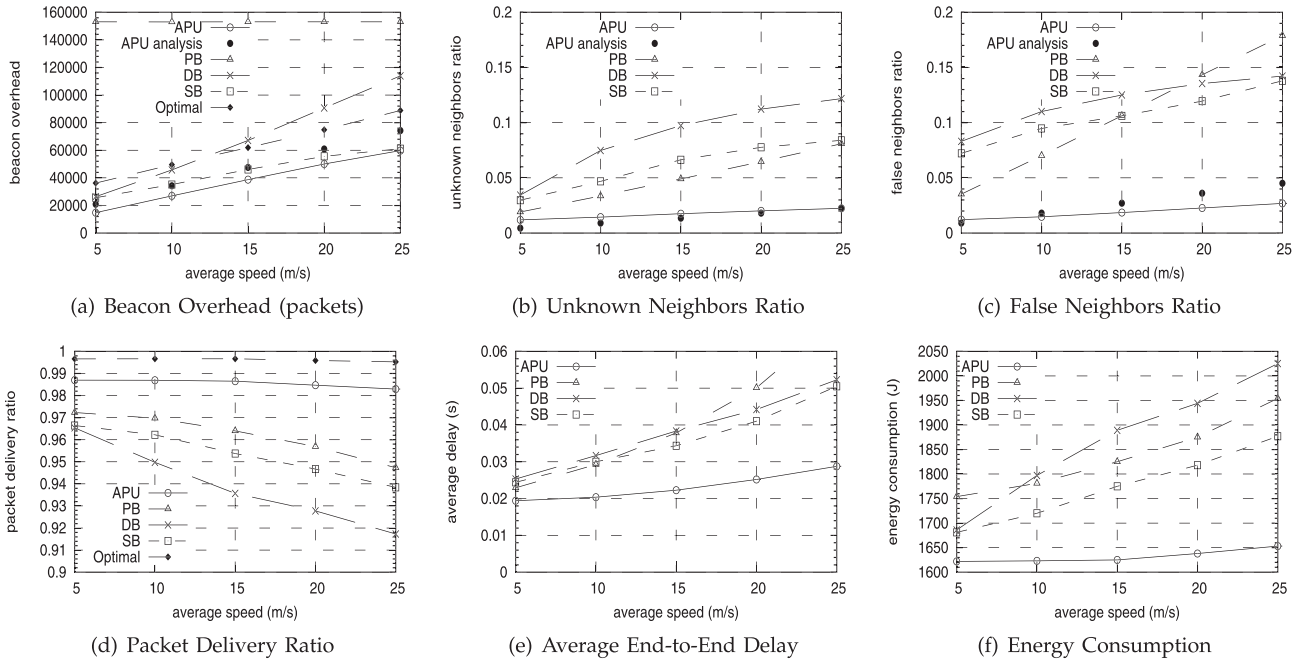 160000
140000
120000
100000
80000
60000
40000
20000
0
beacon overhead
APU
APU analysis
PB
DB
SB
Optimal
5 10 15 20 25
average speed (m/s)
(a) Beacon Overhead (packets)
0.2
0.15
0.1
0.05
0
unknown neighbors ratio
APU
APU analysis
PB
DB
SB
5 10 15 20 25
average speed (m/s)
(b) Unknown Neighbors Ratio
0.2
0.15
0.1
0.05
0
false neighbors ratio
APU
APU analysis
PB
DB
SB
5 10 15 20 25
average speed (m/s)
(c) False Neighbors Ratio
1
0.99
0.98
0.97
0.96
0.95
0.94
0.93
0.92
0.91
0.9
packet delivery ratio
APU
PB
DB
SB
Optimal
5 10 15 20 25
average speed (m/s)
(d) Packet Delivery Ratio
0.06
0.05
0.04
0.03
0.02
0.01
0
average delay (s)
APU
PB
DB
SB
5 10 15 20 25
average speed (m/s)
(e) Average End-to-End Delay
2050
2000
1950
1900
1850
1800
1750
1700
1650
1600
energy consumption (J)
APU
PB
DB
SB
5 10 15 20 25
average speed (m/s)
(f) Energy Consumption